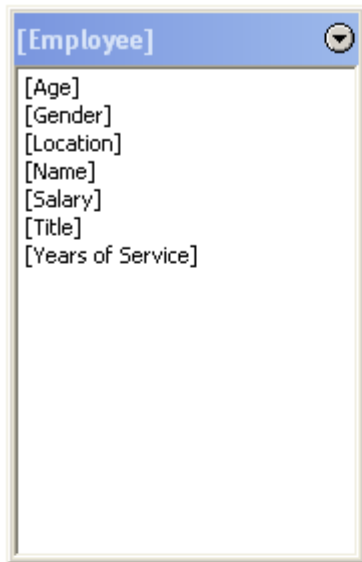 [Employee]
[Age]
[Gender]
[Location]
[Name]
[Salary]
[Title]
[Years of Service]